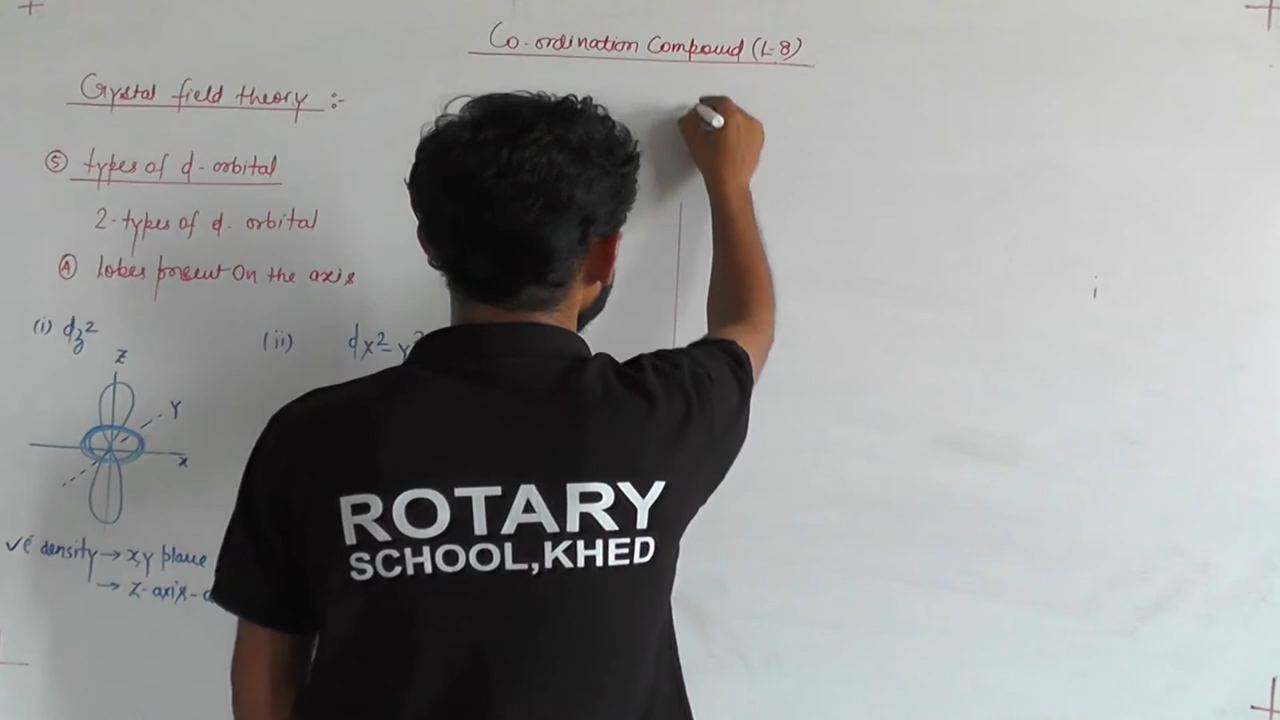 Co-ordination Compound (L-8)
Crystal field theory :-
⑤ types of d-orbital
2-types of d. orbital
Ⓐ Lobes present On the axis
(i) dz²
(ii) dx²-y²
Z
Y
x
density → x,y plane
→ Z-axis-
ROTARY
SCHOOL,KHED